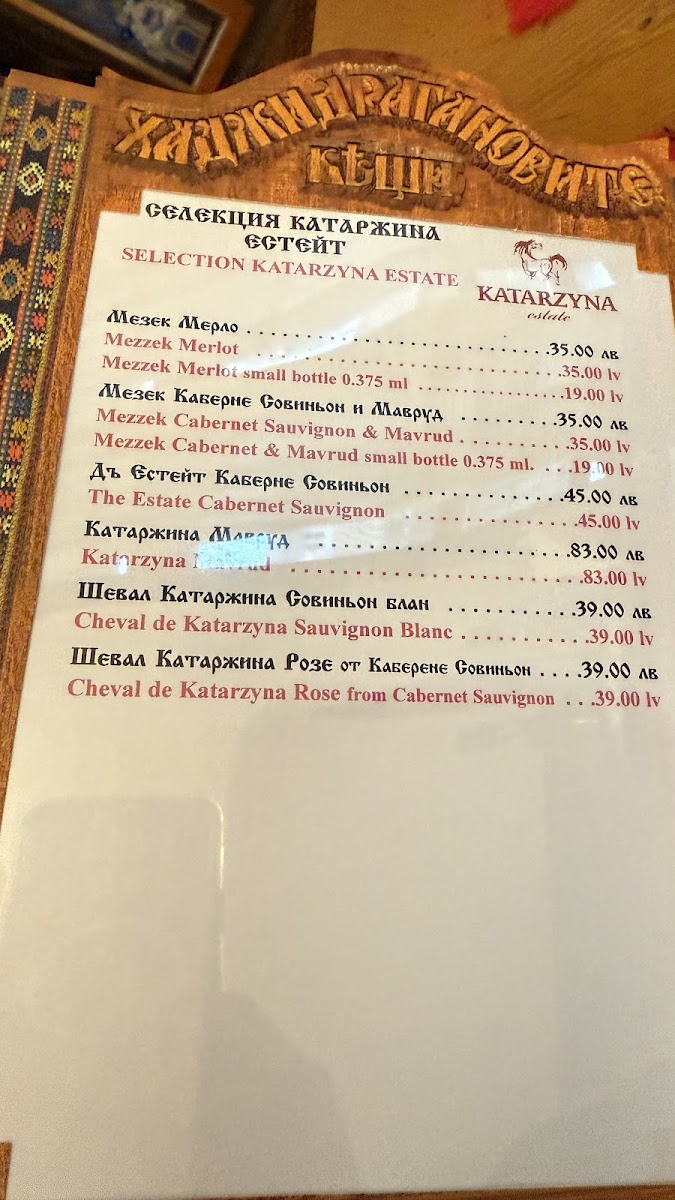 ХАДЖИДРАГАНОВИТѢ
КѢЩИ
СЕЛЕКЦИЯ КАТАРЖИНА
ЕСТЕЙТ
SELECTION KATARZYNA ESTATE
KATARZYNA
estate
Мезек Мерло . . . . . . . . . . . . . . . . . . . . . . . . . . . . .35.00 лв
Mezzek Merlot . . . . . . . . . . . . . . . . . . . . . . . . . . . .35.00 lv
Mezzek Merlot small bottle 0.375 ml . . . . . . . . . . . . . .19.00 lv
Мезек Каберне Совиньон и Мавруд . . . . . . . . .35.00 лв
Mezzek Cabernet Sauvignon & Mavrud . . . . . . . . . .35.00 lv
Mezzek Cabernet & Mavrud small bottle 0.375 ml. . . .19.00 lv
Дъ Естейт Каберне Совиньон . . . . . . . . . . . . . .45.00 лв
The Estate Cabernet Sauvignon . . . . . . . . . . . . . . . .45.00 lv
Катаржина Мавруд . . . . . . . . . . . . . . . . . . . . . .83.00 лв
Katarzyna Mavrud . . . . . . . . . . . . . . . . . . . . . . . . .83.00 lv
Шевал Катаржина Совиньон блан . . . . . . . . . . .39.00 лв
Cheval de Katarzyna Sauvignon Blanc . . . . . . . . . . .39.00 lv
Шевал Катаржина Розе от Каберене Совиньон . . . .39.00 лв
Cheval de Katarzyna Rose from Cabernet Sauvignon . . .39.00 lv